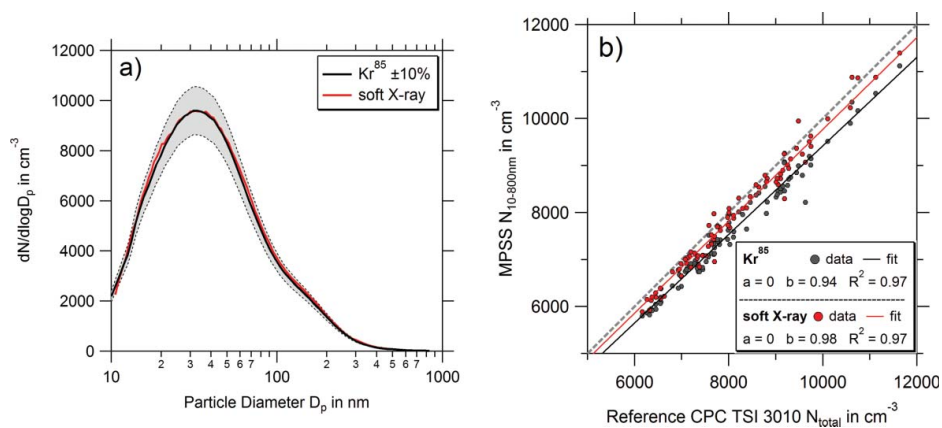 a)
12000
10000
8000
6000
4000
2000
0
dN/dlogDp in cm-3
Kr85 ±10%
soft X-ray
10 2 3 4 5 6 7 100 2 3 4 5 6 7 1000
Particle Diameter Dp in nm
b)
12000
10000
8000
6000
MPSS N10-800nm in cm-3
Kr85 data fit
a = 0 b = 0.94 R2 = 0.97
soft X-ray data fit
a = 0 b = 0.98 R2 = 0.97
6000 8000 10000 12000
Reference CPC TSI 3010 Ntotal in cm-3